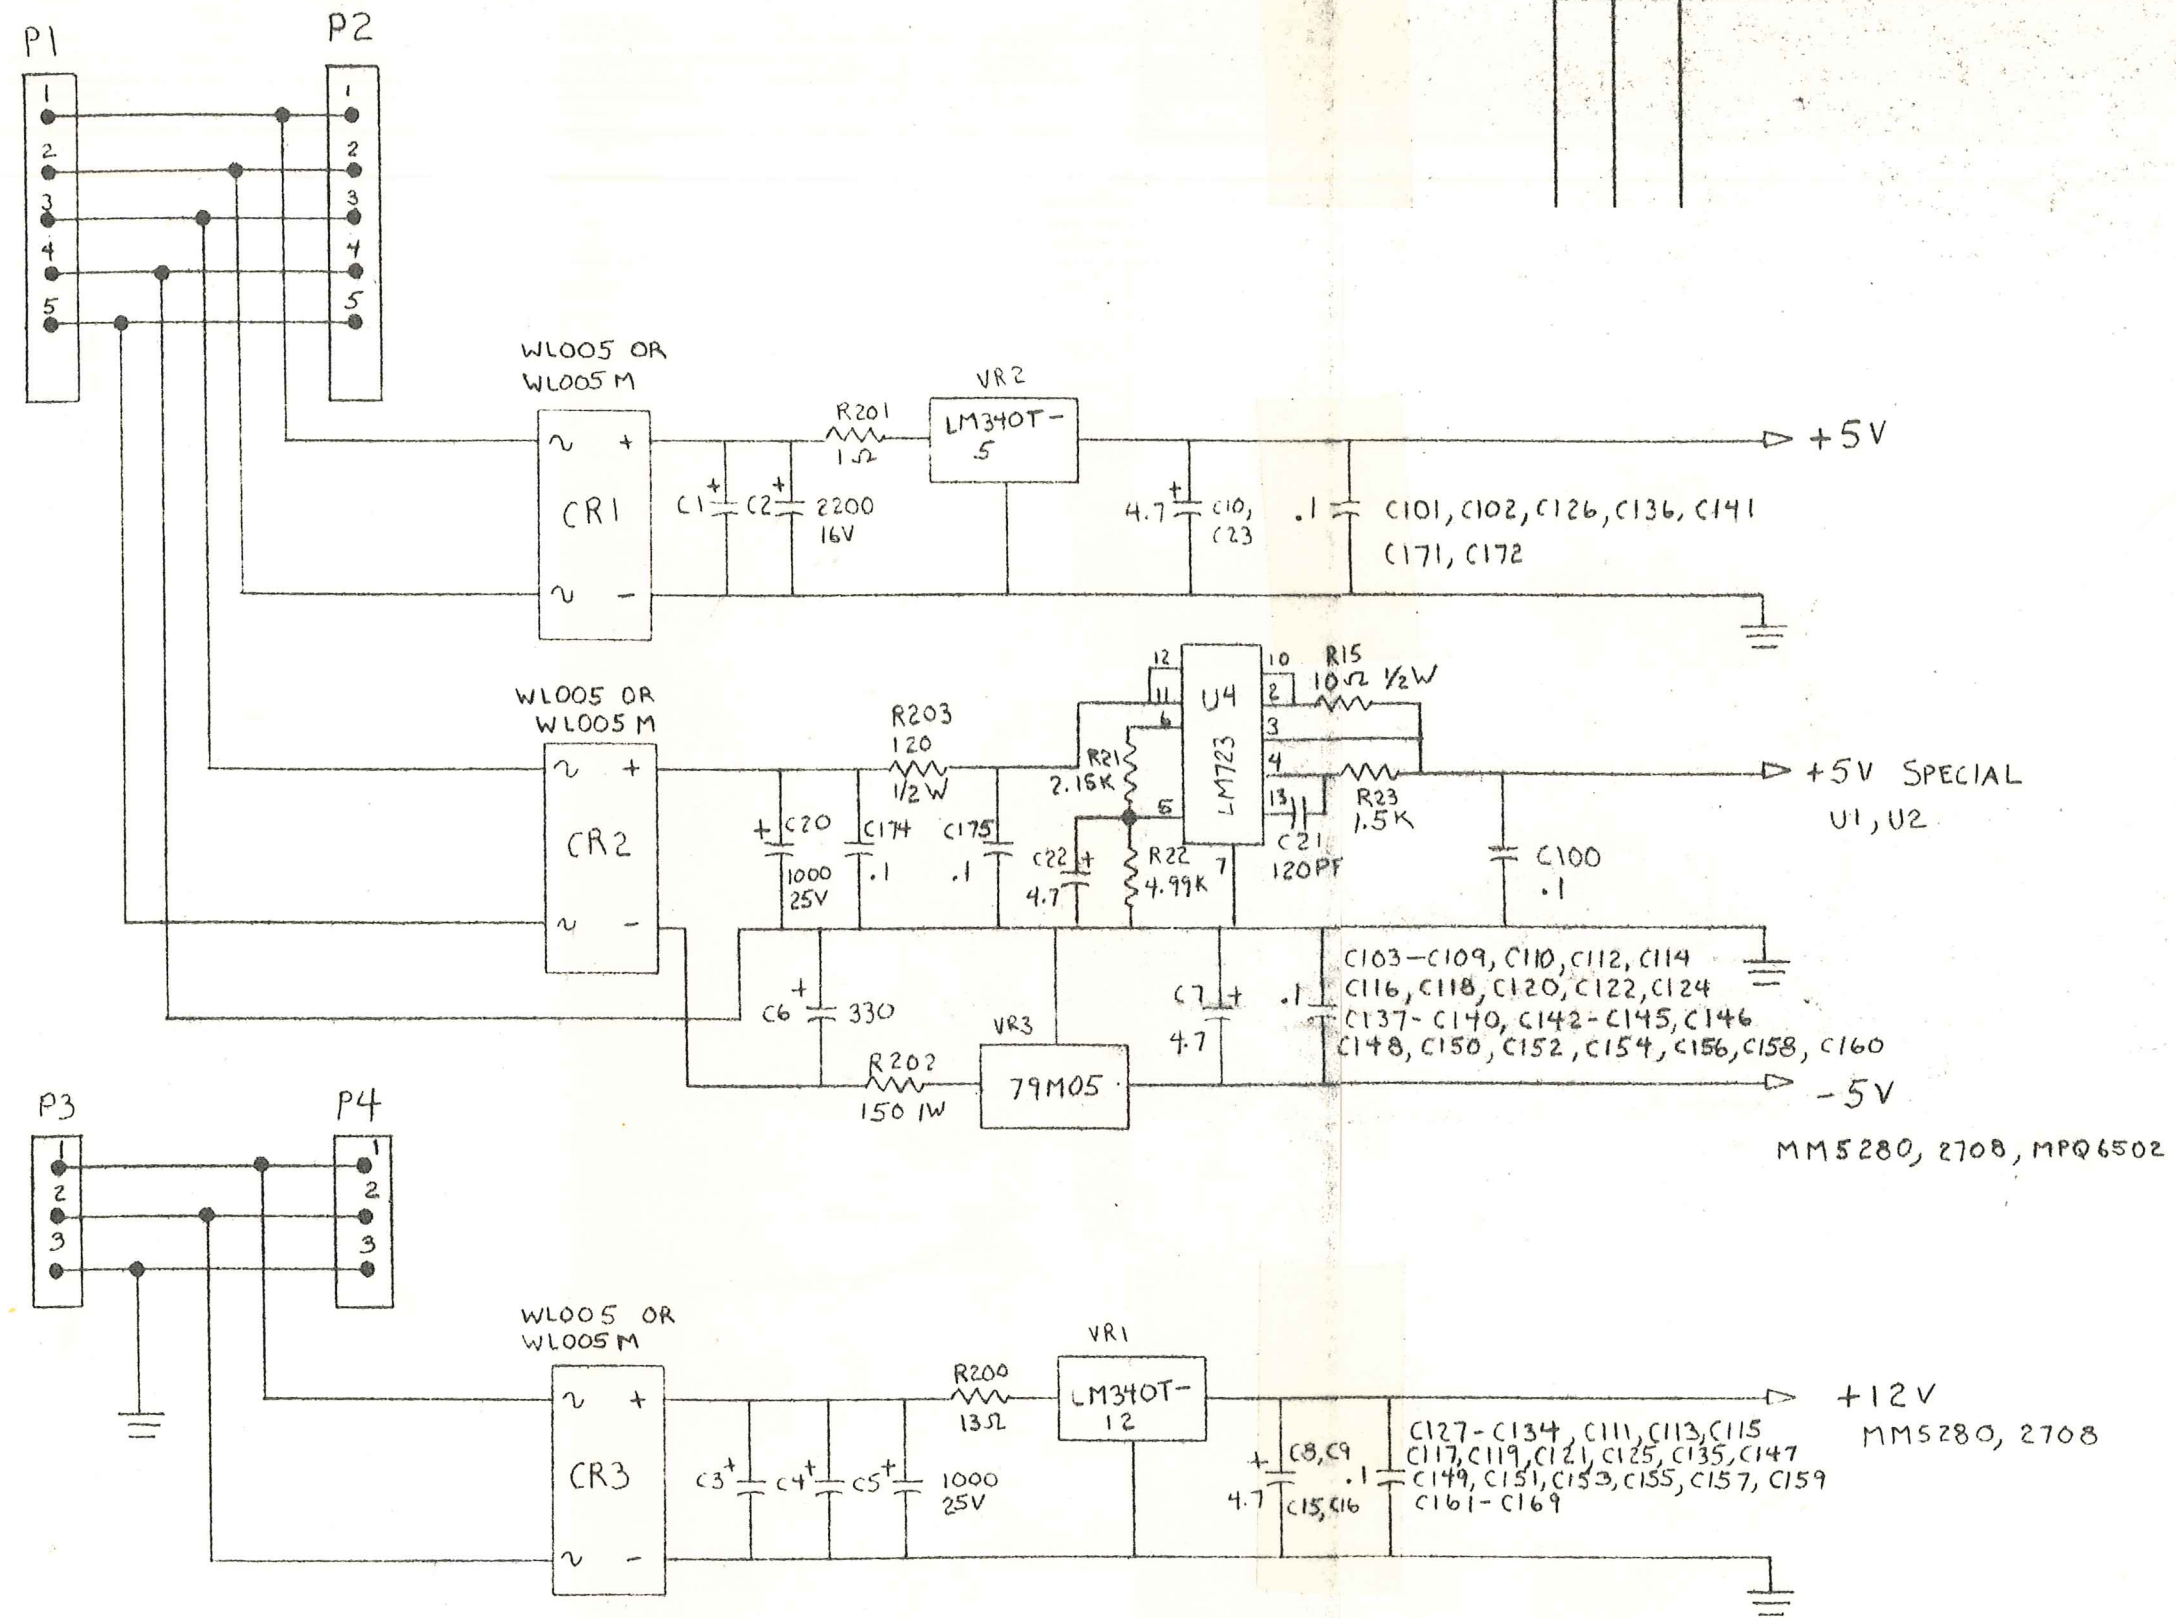 P1
P2
1
2
3
4
5
1
2
3
4
5
WL005 OR
WL005M
~ +
CR1
~ -
C1 +
C2 +
2200
16V
R201
1Ω
VR2
LM340T-
5
+
4.7
C10,
C23
.1
C101, C102, C126, C136, C141
C171, C172
+5V
WL005 OR
WL005M
~ +
CR2
~ -
+ C20
1000
25V
C174
.1
R203
120
1/2 W
C175
.1
R21
2.15K
C22 +
4.7
R22
4.99K
12
11
6
5
U4
LM723
7
10
2
3
4
13
R15
10Ω 1/2W
R23
1.5K
C21
120PF
C100
.1
+5V SPECIAL
U1, U2
+
C6
330
R202
150 1W
VR3
79M05
C7 +
4.7
.1
C103-C109, C110, C112, C114
C116, C118, C120, C122, C124
C137-C140, C142-C145, C146
C148, C150, C152, C154, C156, C158, C160
-5V
MM5280, 2708, MPQ6502
P3
P4
1
2
3
1
2
3
WL005 OR
WL005M
~ +
CR3
~ -
C3 +
C4 +
C5 +
1000
25V
R200
13Ω
VR1
LM340T-
12
+
4.7
C8, C9
C15, C16
.1
C127-C134, C111, C113, C115
C117, C119, C121, C125, C135, C147
C149, C151, C153, C155, C157, C159
C161-C169
+12V
MM5280, 2708